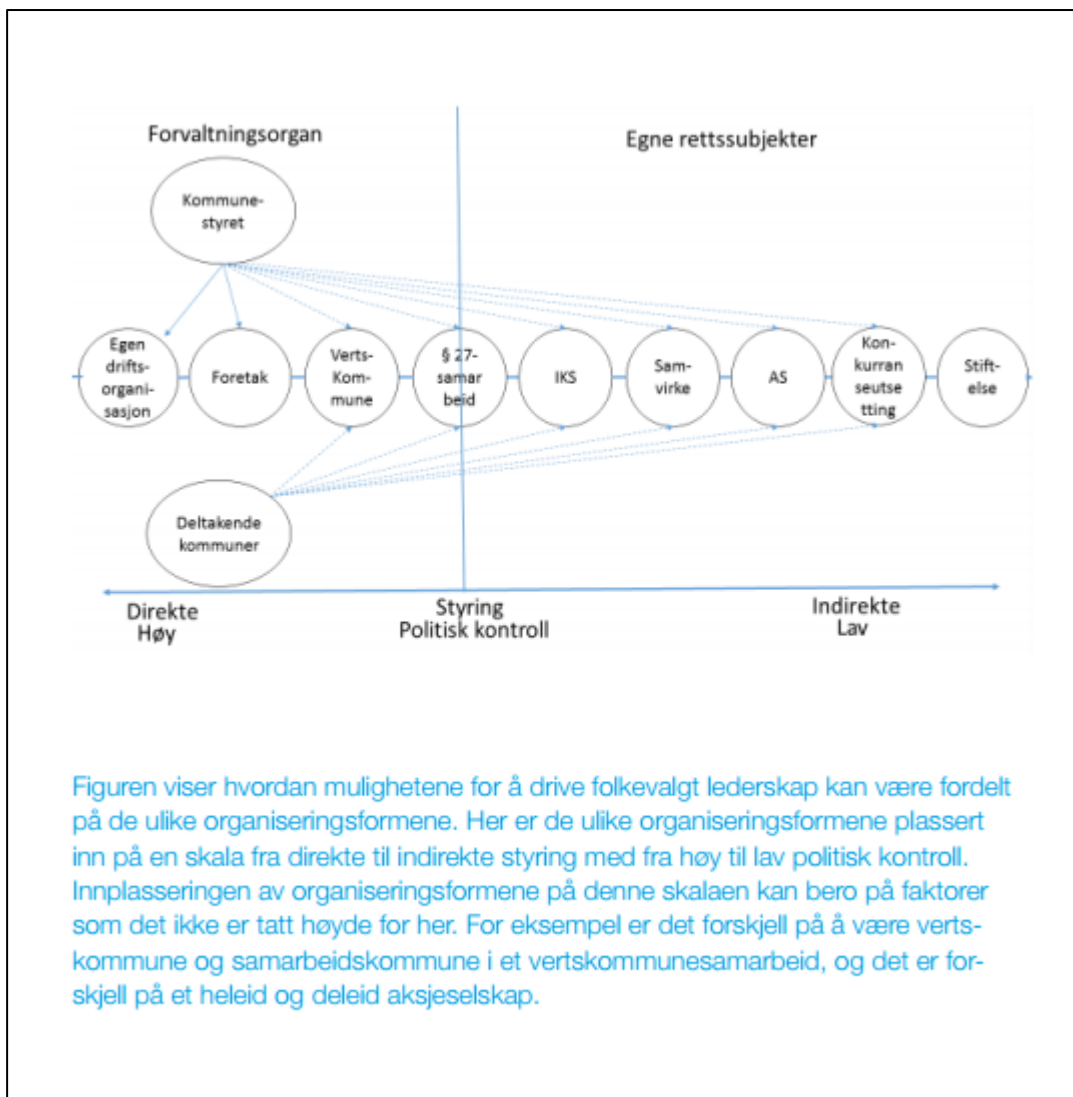 Forvaltningsorgan
Egne rettssubjekter
Kommune-
styret
Egen
drifts-
organi-
sasjon
Foretak
Verts-
Kom-
mune
§ 27-
samar
beid
IKS
Sam-
virke
AS
Kon-
kurran
seutse
tting
Stift-
else
Deltakende
kommuner
Direkte
Høy
Styring
Politisk kontroll
Indirekte
Lav
Figuren viser hvordan mulighetene for å drive folkevalgt lederskap kan være fordelt
på de ulike organiseringsformene. Her er de ulike organiseringsformene plassert
inn på en skala fra direkte til indirekte styring med fra høy til lav politisk kontroll.
Innplasseringen av organiseringsformene på denne skalaen kan bero på faktorer
som det ikke er tatt høyde for her. For eksempel er det forskjell på å være verts-
kommune og samarbeidskommune i et vertskommunesamarbeid, og det er for-
skjell på et heleid og deleid aksjeselskap.